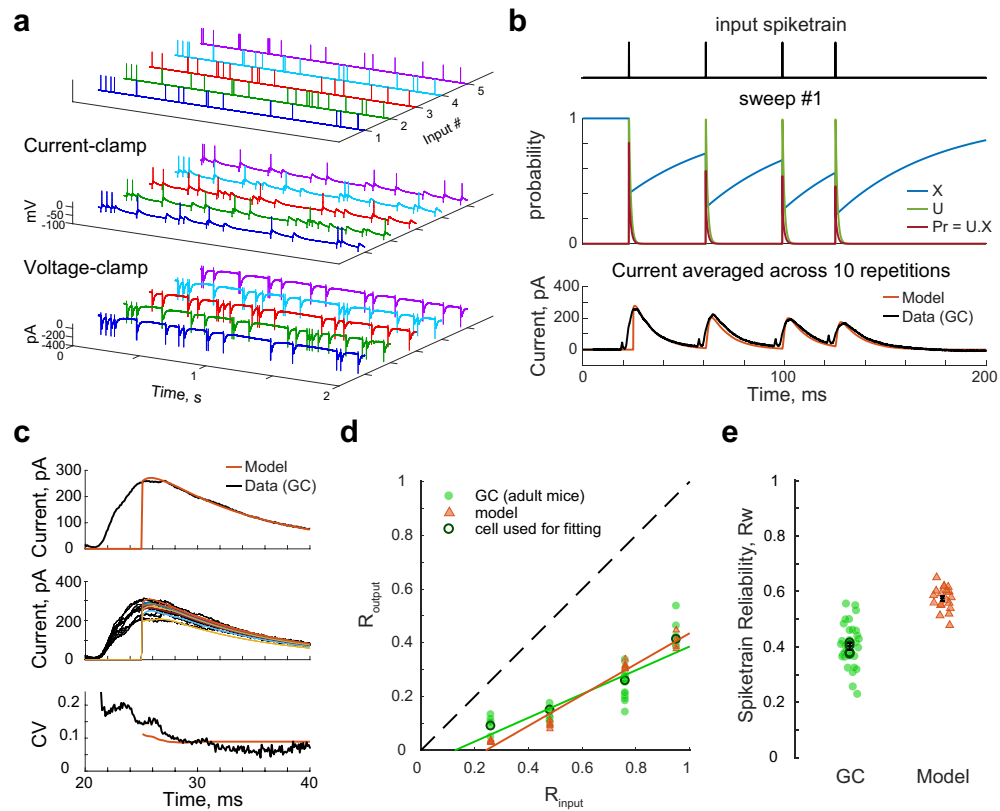 a
1
2
3
4
5
Input #
Current-clamp
mV
0
-50
-100
Voltage-clamp
pA
0
-200
-400
0
1
2
Time, s
b
input spiketrain
sweep #1
probability
1
0.5
0
X
U
Pr = U.X
Current averaged across 10 repetitions
Current, pA
400
200
0
Model
Data (GC)
0
100
200
Time, ms
c
Current, pA
300
200
100
0
Model
Data (GC)
Current, pA
400
200
0
CV
0.2
0.1
0
20
30
40
Time, ms
d
R output
1
0.8
0.6
0.4
0.2
0
GC (adult mice)
model
cell used for fitting
0
0.2
0.4
0.6
0.8
1
R input
e
Spiketrain Reliability, Rw
1
0.8
0.6
0.4
0.2
0
GC
Model